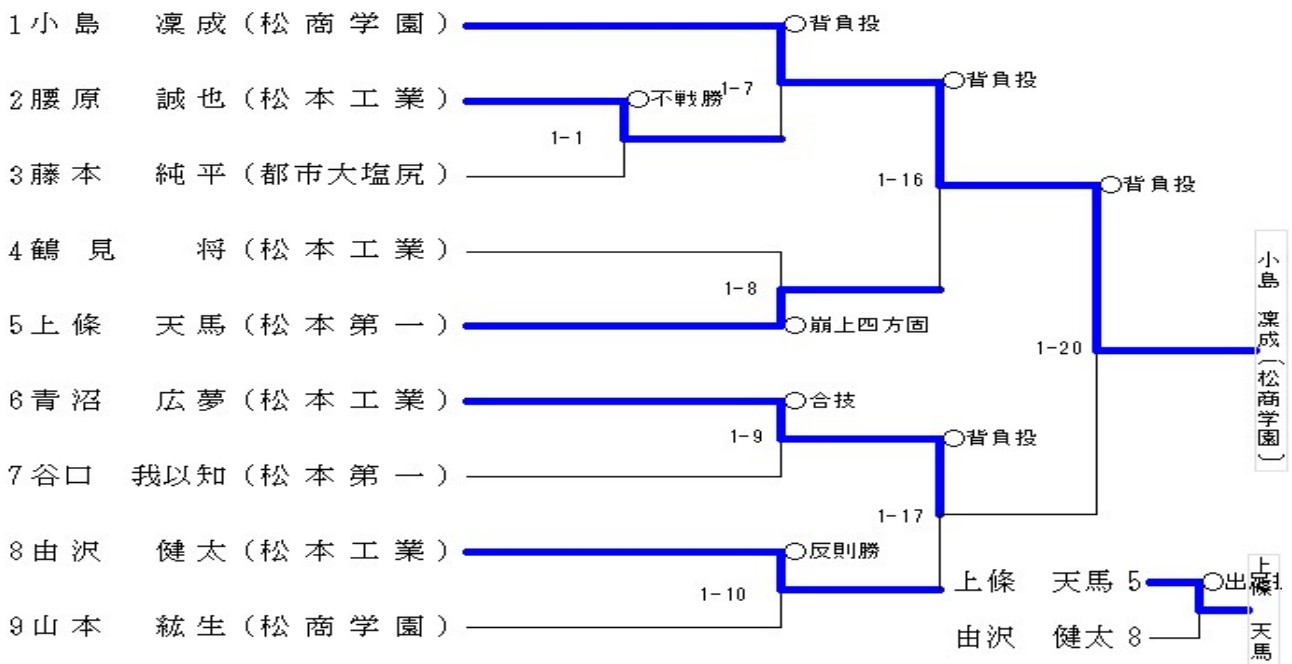 1小島 凜成(松商学園)
○背負投
2腰原 誠也(松本工業)
○不戦勝
1-7
○背負投
1-1
3藤本 純平(都市大塩尻)
1-16
○背負投
4鶴見 将(松本工業)
1-8
5上條 天馬(松本第一)
○崩上四方固
1-20
小島 凜成(松商学園)
6青沼 広夢(松本工業)
○合技
1-9
○背負投
7谷口 我以知(松本第一)
1-17
8由沢 健太(松本工業)
○反則勝
1-10
9山本 紘生(松商学園)
上條 天馬 5
○出
由沢 健太 8
上條 天馬